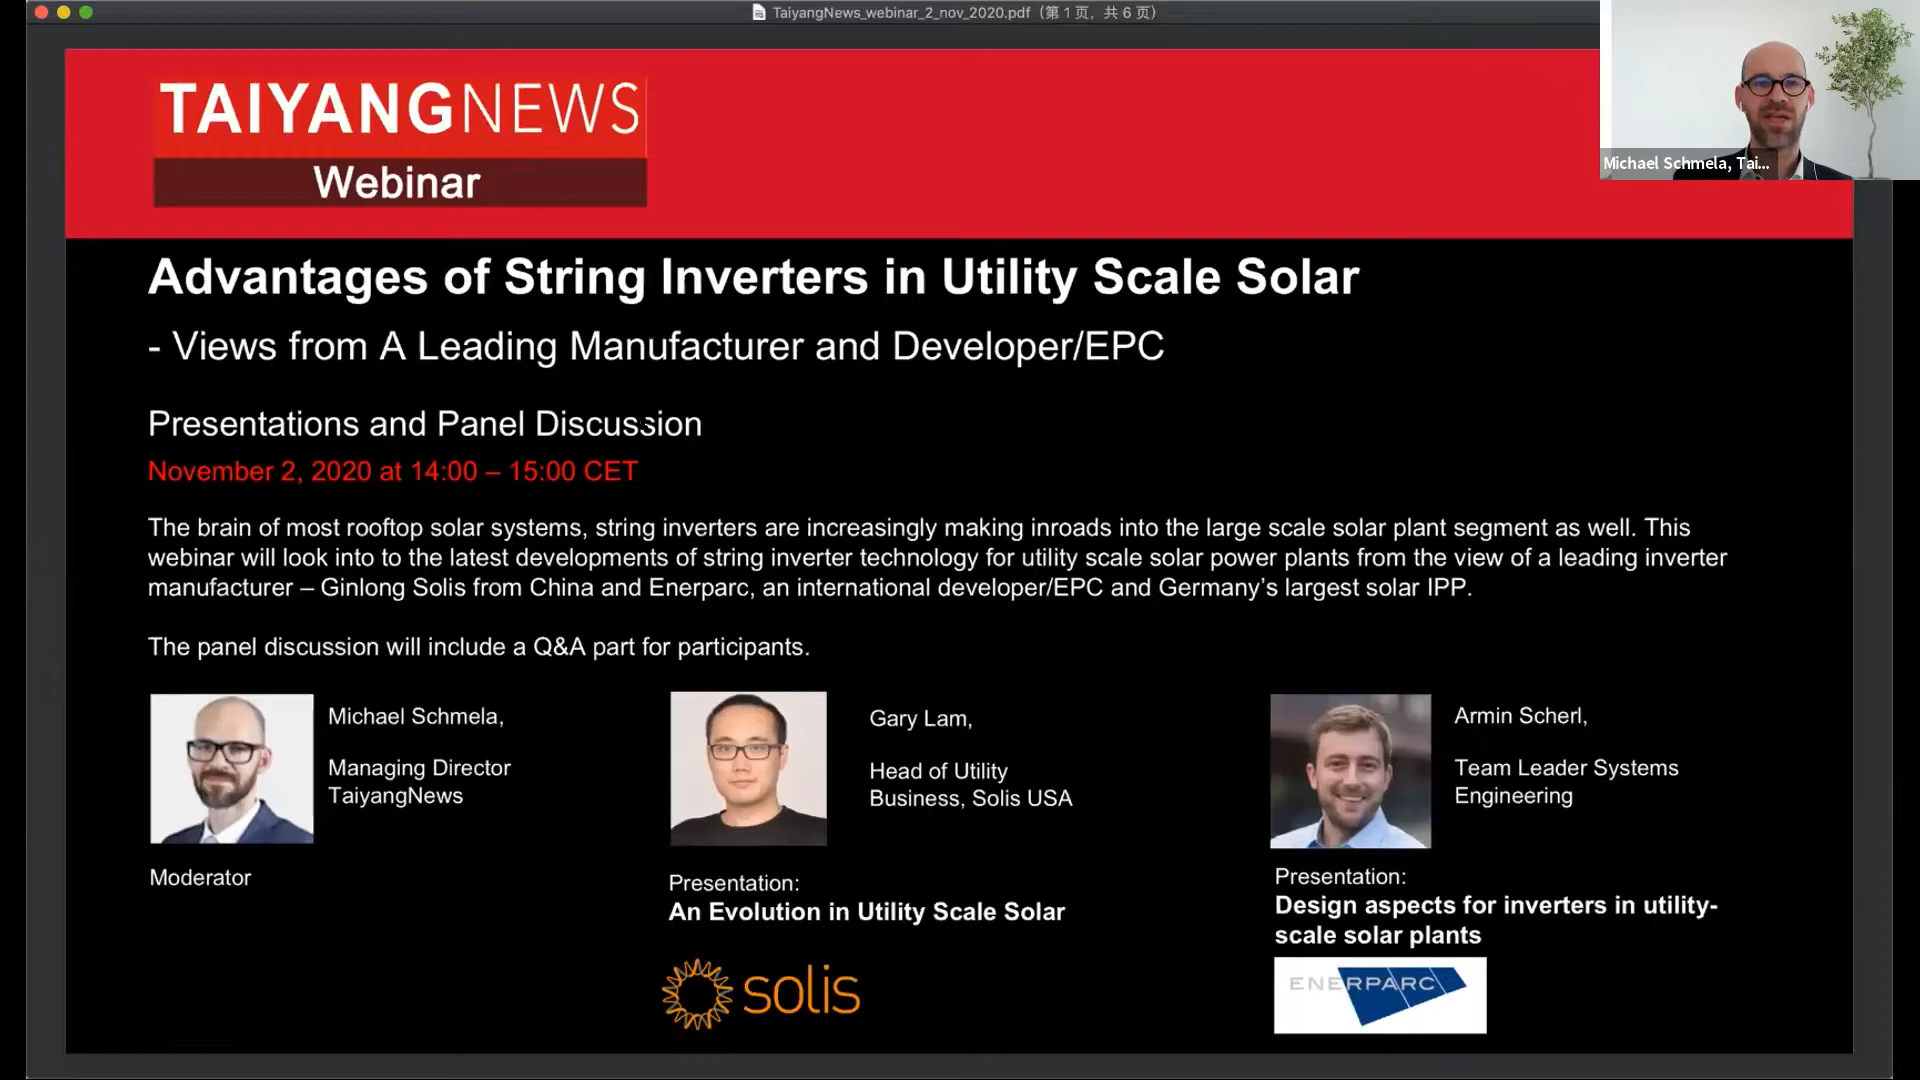 TaiyangNews_webinar_2_nov_2020.pdf（第 1 页，共 6 页）
TAIYANGNEWS
Webinar
Michael Schmela, Tai...
Advantages of String Inverters in Utility Scale Solar
- Views from A Leading Manufacturer and Developer/EPC
Presentations and Panel Discussion
November 2, 2020 at 14:00 – 15:00 CET
The brain of most rooftop solar systems, string inverters are increasingly making inroads into the large scale solar plant segment as well. This
webinar will look into to the latest developments of string inverter technology for utility scale solar power plants from the view of a leading inverter
manufacturer – Ginlong Solis from China and Enerparc, an international developer/EPC and Germany's largest solar IPP.
The panel discussion will include a Q&A part for participants.
Michael Schmela,
Managing Director
TaiyangNews
Moderator
Gary Lam,
Head of Utility
Business, Solis USA
Presentation:
An Evolution in Utility Scale Solar
solis
Armin Scherl,
Team Leader Systems
Engineering
Presentation:
Design aspects for inverters in utility-
scale solar plants
ENERPARC